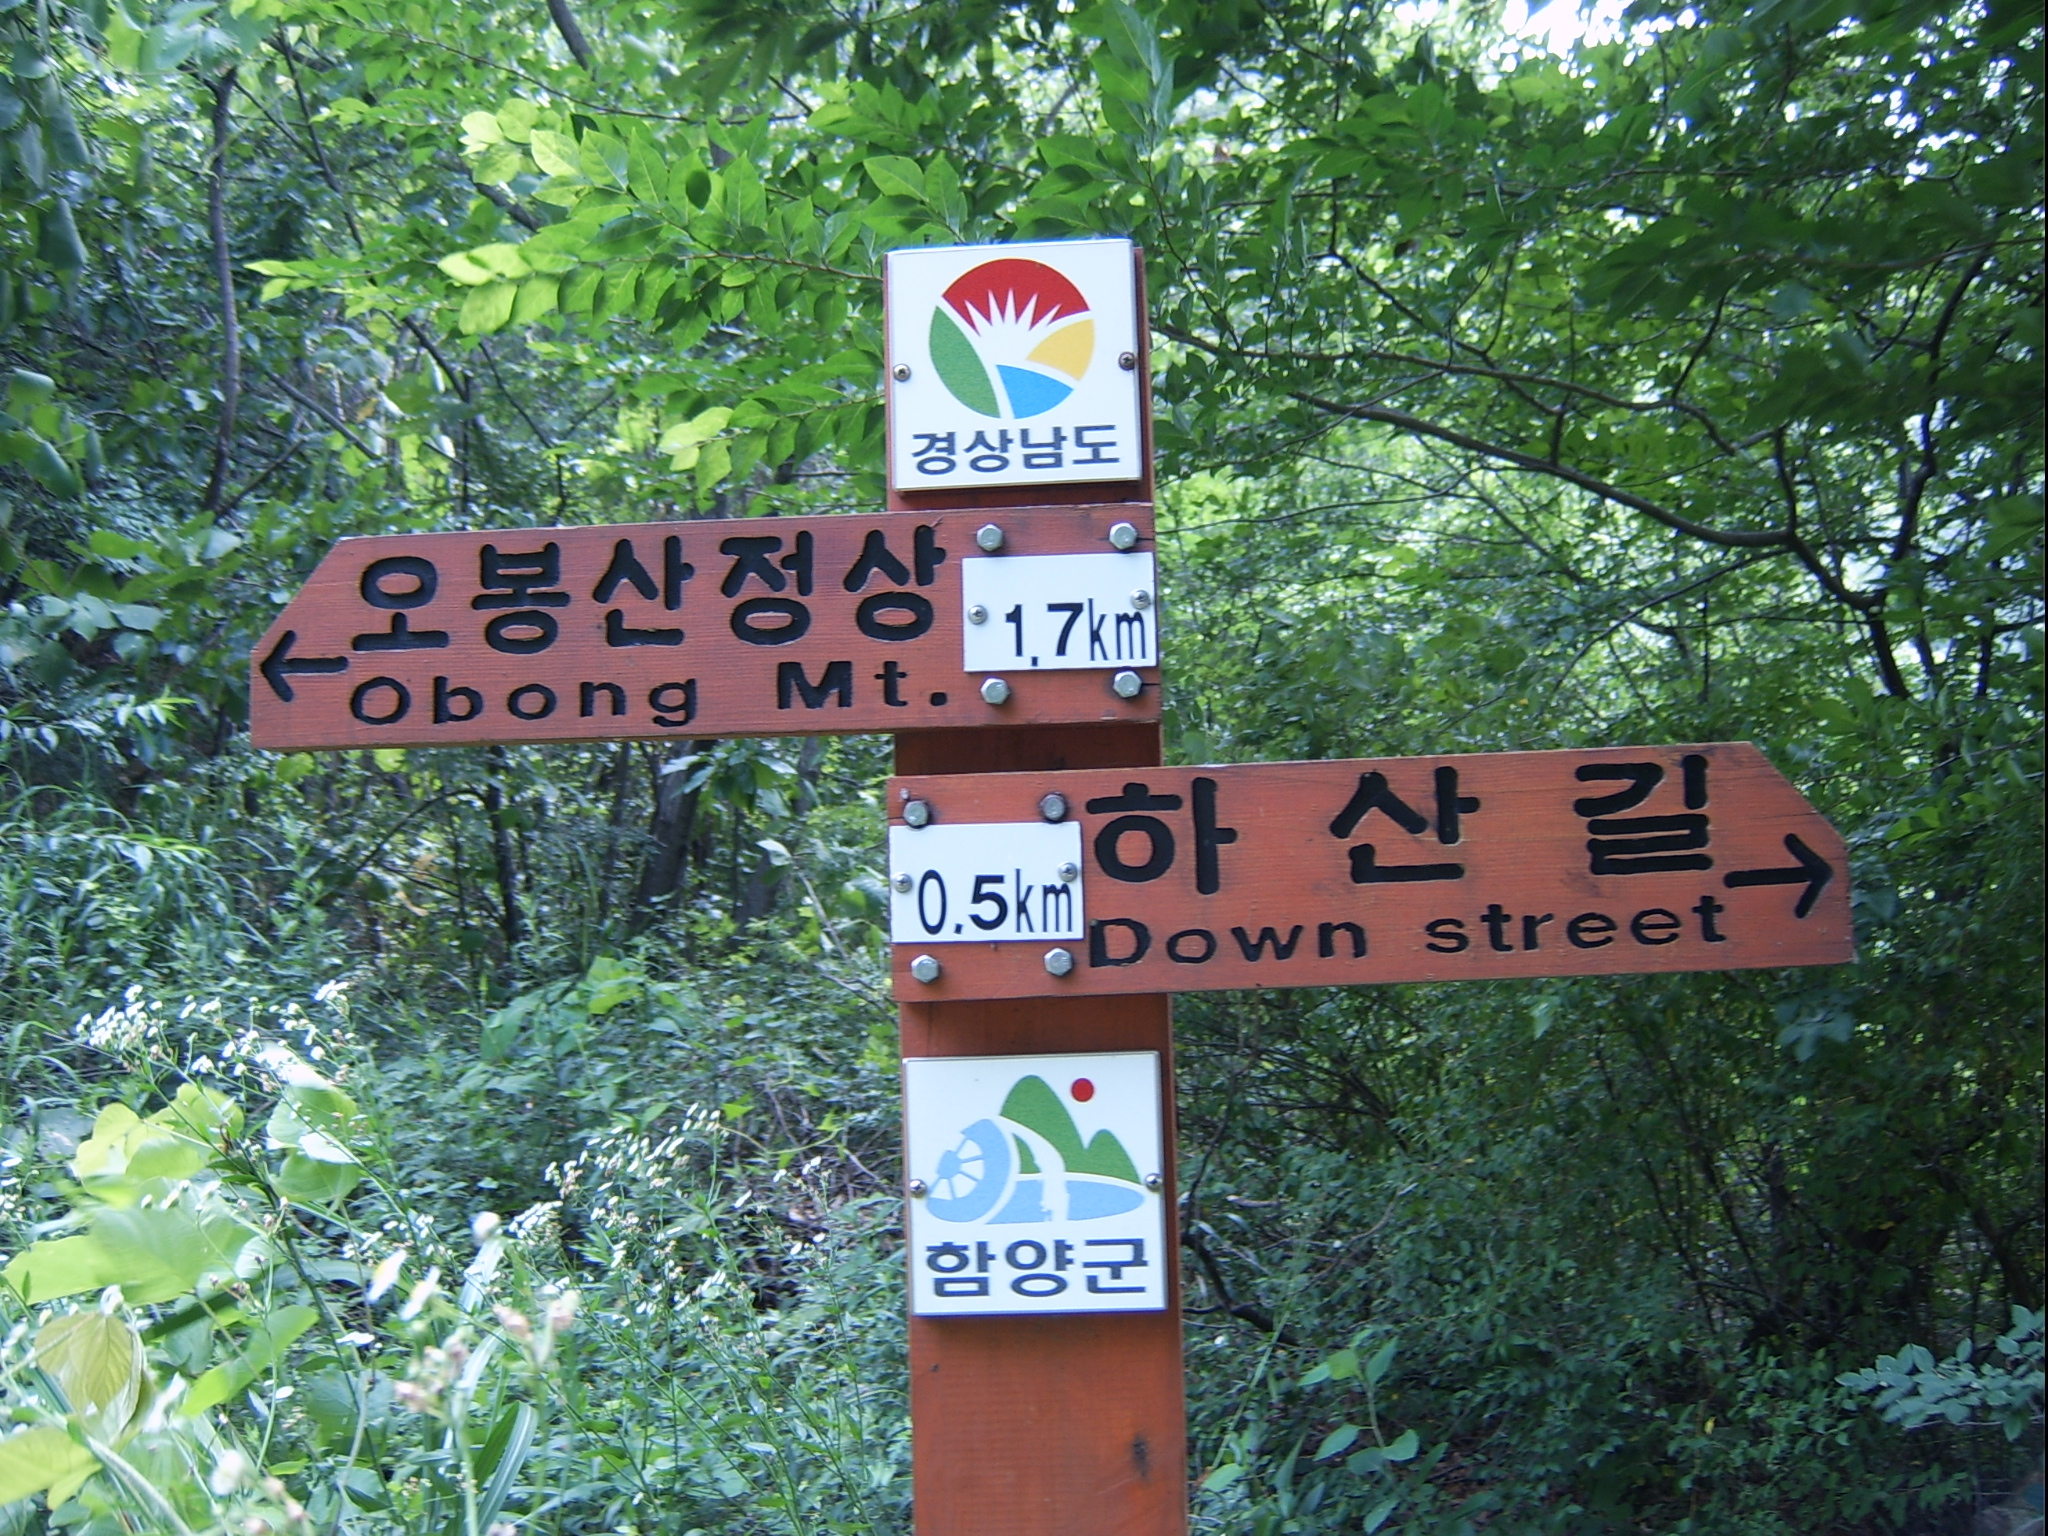 경상남도
오봉산정상
1.7km
Obong Mt.
하 산 길
0.5km
Down street
함양군